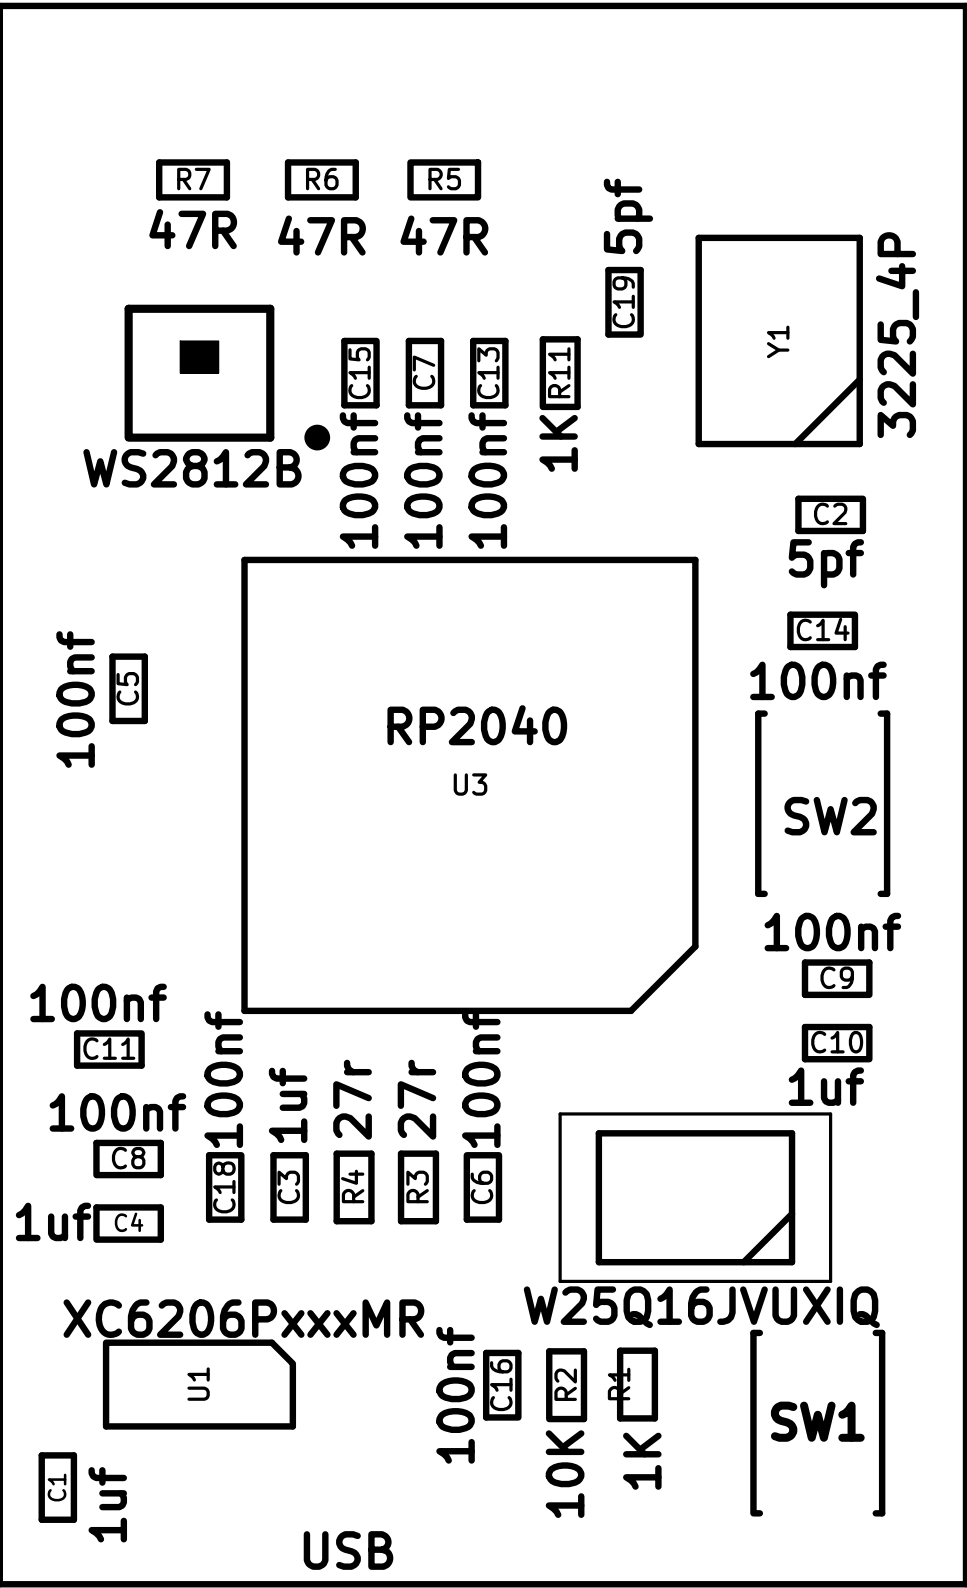 R7
R6
R5
47R
47R
47R
5pf
C19
Y1
3225_4P
C15
C7
C13
R11
WS2812B
100nf
100nf
100nf
1K
C2
5pf
C14
100nf
100nf
C5
RP2040
U3
SW2
100nf
C9
100nf
C11
C10
1uf
100nf
C8
1uf
C4
100nf
1uf
27r
27r
100nf
C18
C3
R4
R3
C6
W25Q16JVUXIQ
XC6206PxxxMR
U1
100nf
C16
R2
R1
10K
1K
SW1
C1
1uf
USB